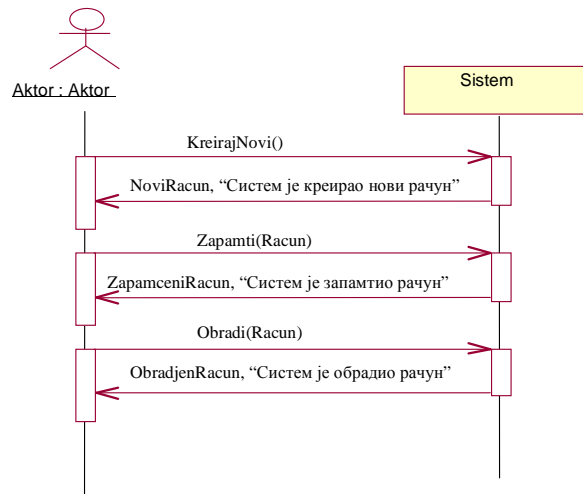 Aktor : Aktor
Sistem
KreirajNovi()
NoviRacun, “Систем је креирао нови рачун”
Zapamti(Racun)
ZapamceniRacun, “Систем је запамтио рачун”
Obradi(Racun)
ObradjenRacun, “Систем је обрадио рачун”